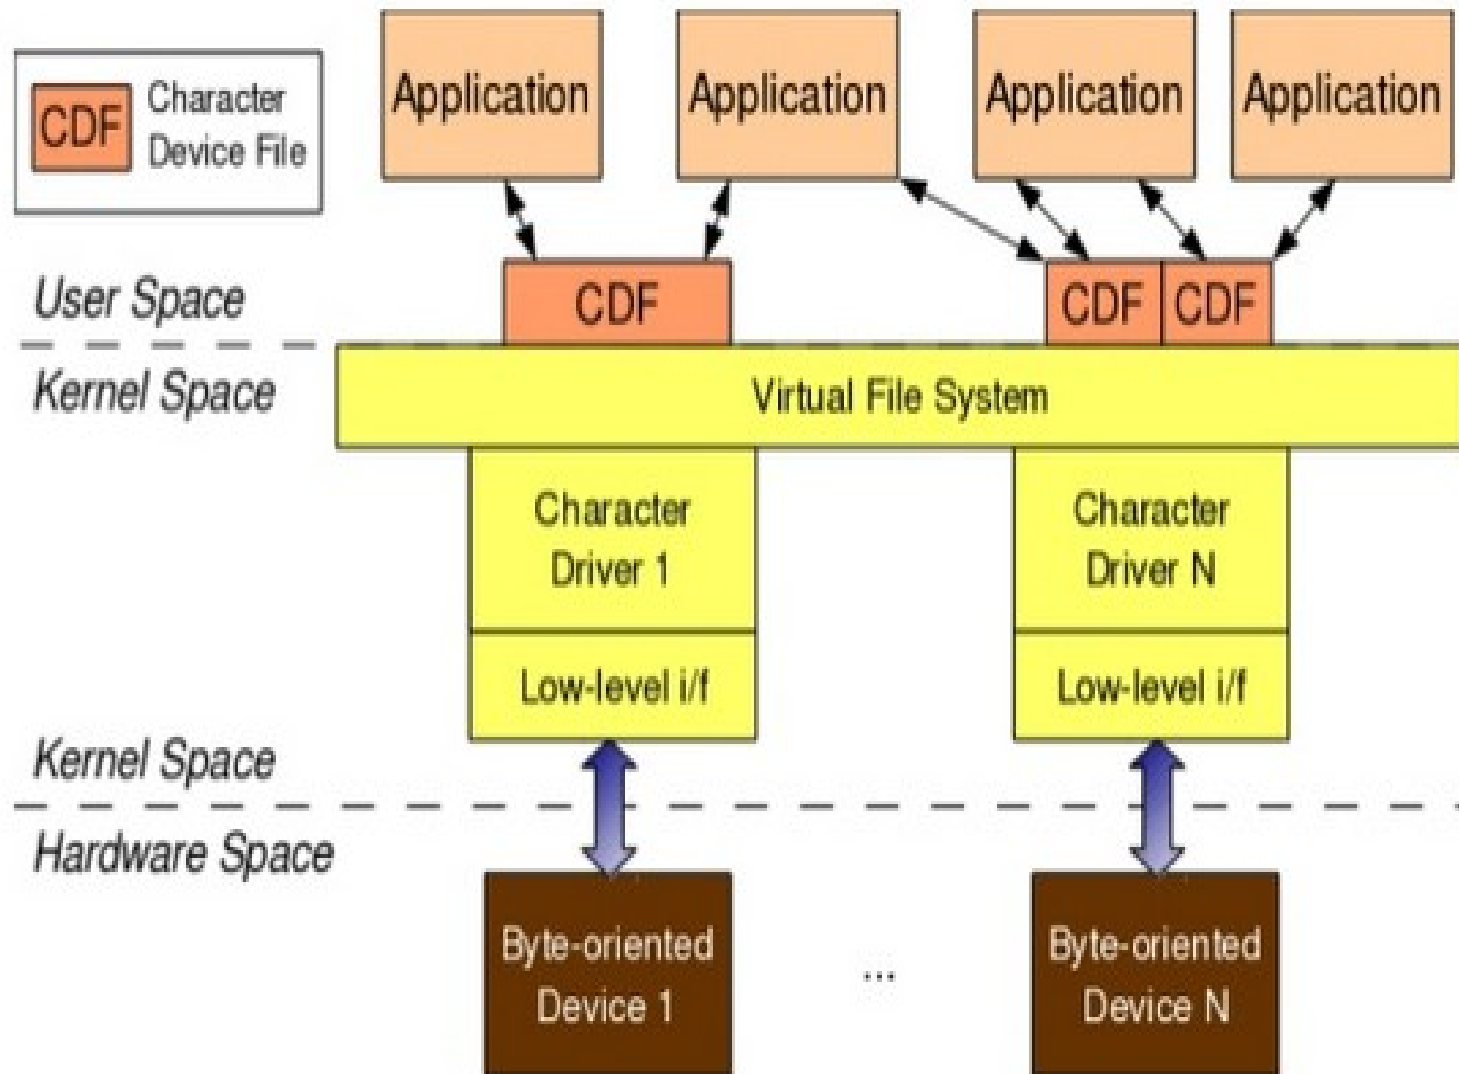 CDF
Character
Device File
Application
Application
Application
Application
User Space
CDF
CDF
CDF
Kernel Space
Virtual File System
Character
Driver 1
Character
Driver N
Low-level i/f
Low-level i/f
Kernel Space
Hardware Space
Byte-oriented
Device 1
...
Byte-oriented
Device N